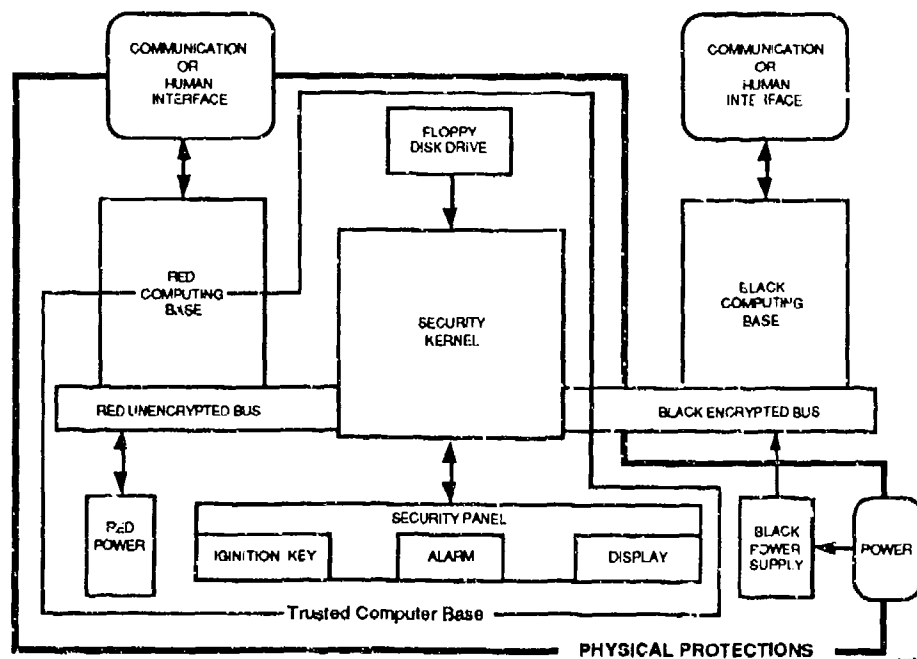 COMMUNICATION
OR
HUMAN
INTERFACE
COMMUNICATION
OR
HUMAN
INTERFACE
FLOPPY
DISK DRIVE
RED
COMPUTING
BASE
SECURITY
KERNEL
BLACK
COMPUTING
BASE
RED UNENCRYPTED BUS
BLACK ENCRYPTED BUS
RED
POWER
SECURITY PANEL
IGNITION KEY
ALARM
DISPLAY
BLACK
POWER
SUPPLY
POWER
Trusted Computer Base
PHYSICAL PROTECTIONS